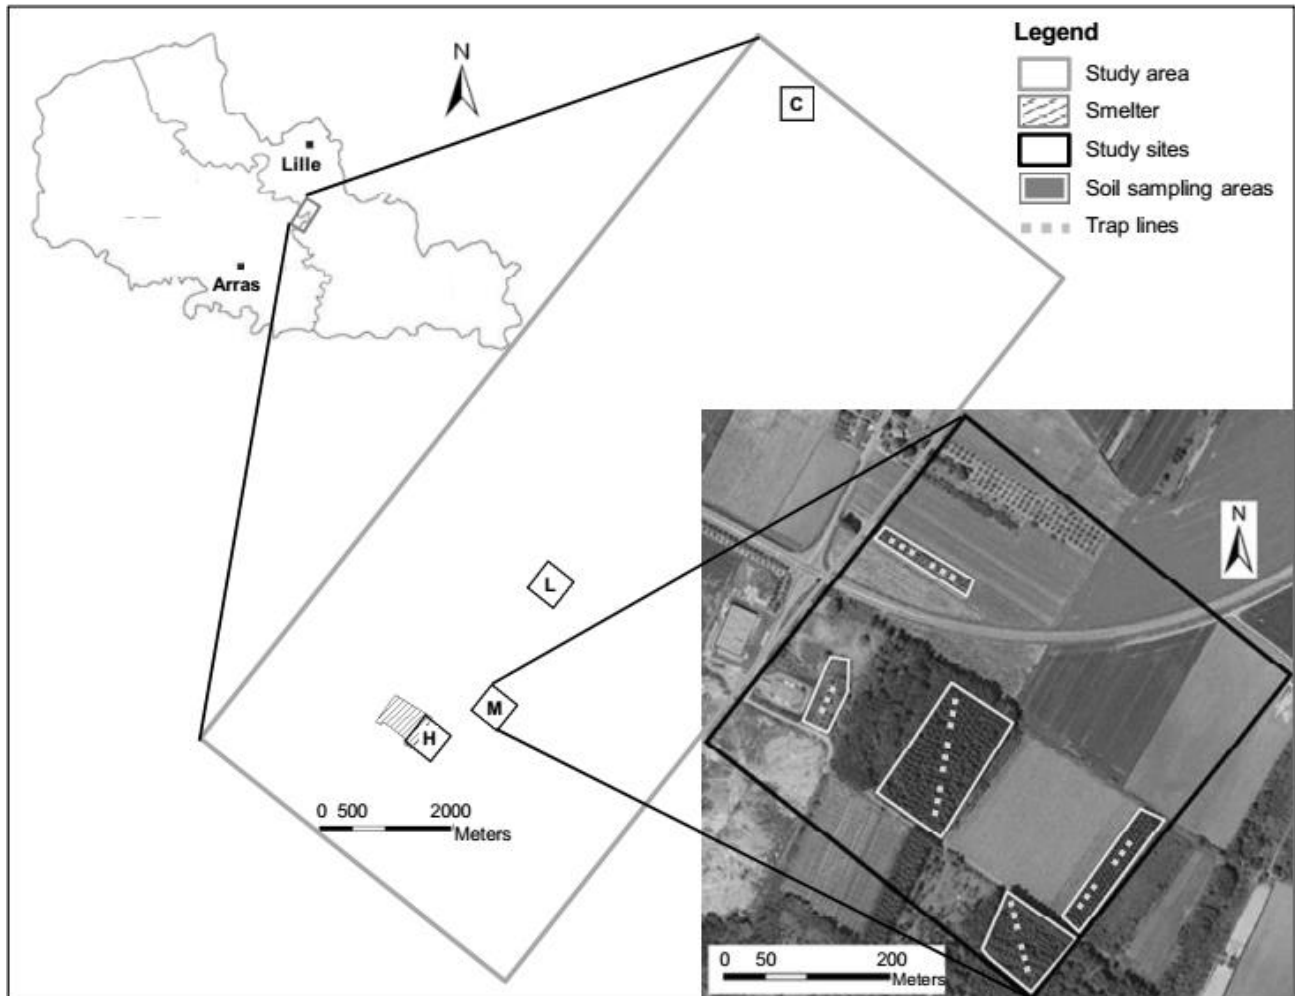 Legend
Study area
Smelter
Study sites
Soil sampling areas
Trap lines
N
C
Lille
Arras
L
M
H
0 500 2000
Meters
N
0 50 200
Meters